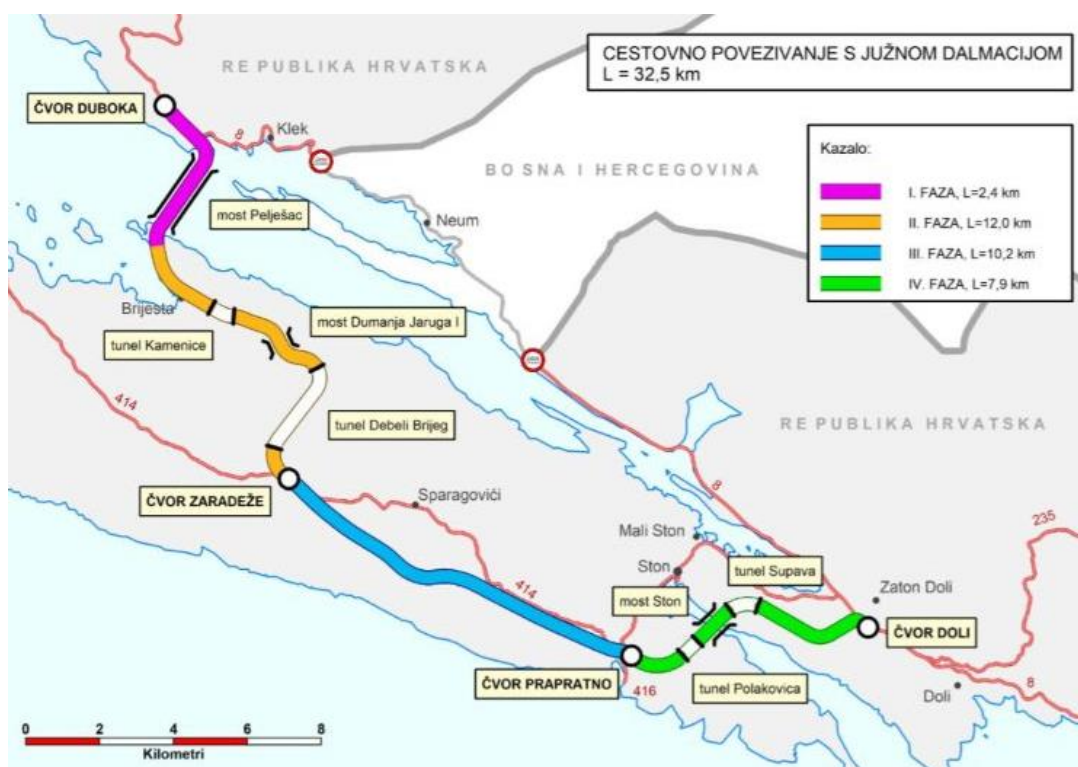 CESTOVNO POVEZIVANJE S JUŽNOM DALMACIJOM
L = 32,5 km
REPUBLIKA HRVATSKA
ČVOR DUBOKA
8
Klek
Kazalo:
I. FAZA, L=2,4 km
II. FAZA, L=12,0 km
III. FAZA, L=10,2 km
IV. FAZA, L=7,9 km
BOSNA I HERCEGOVINA
most Pelješac
Neum
Brijesta
most Dumanja Jaruga I
tunel Kamenice
414
tunel Debeli Brijeg
REPUBLIKA HRVATSKA
ČVOR ZARADEŽE
Sparagovići
8
235
Mali Ston
414
Ston
tunel Supava
Zaton Doli
most Ston
ČVOR DOLI
ČVOR PRAPRATNO
416
tunel Polakovica
Doli
8
0 2 4 6 8
Kilometri